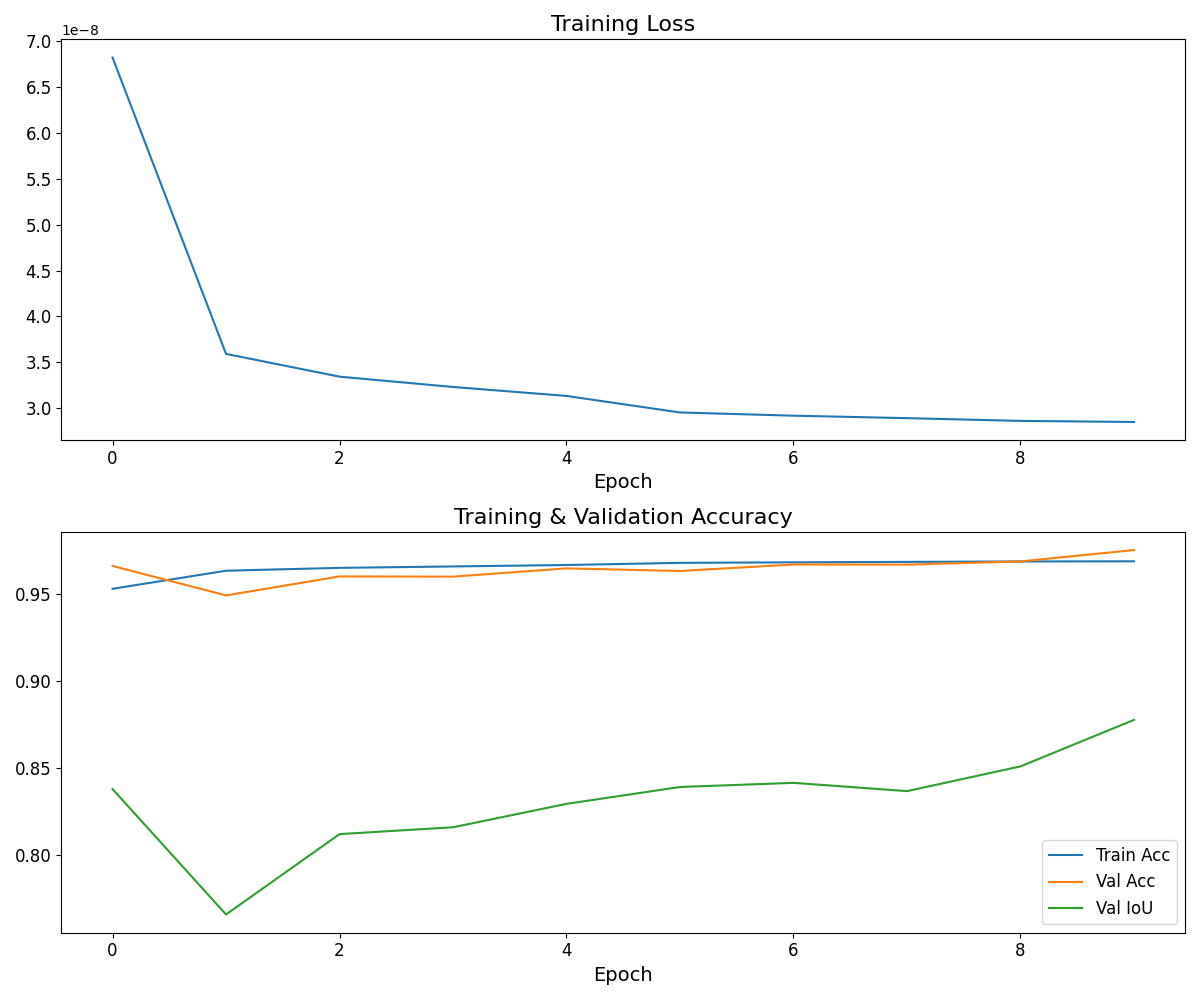 Training Loss
1e−8
7.0
6.5
6.0
5.5
5.0
4.5
4.0
3.5
3.0
0 2 4 6 8
Epoch
Training & Validation Accuracy
0.95
0.90
0.85
0.80
Train Acc
Val Acc
Val IoU
0 2 4 6 8
Epoch